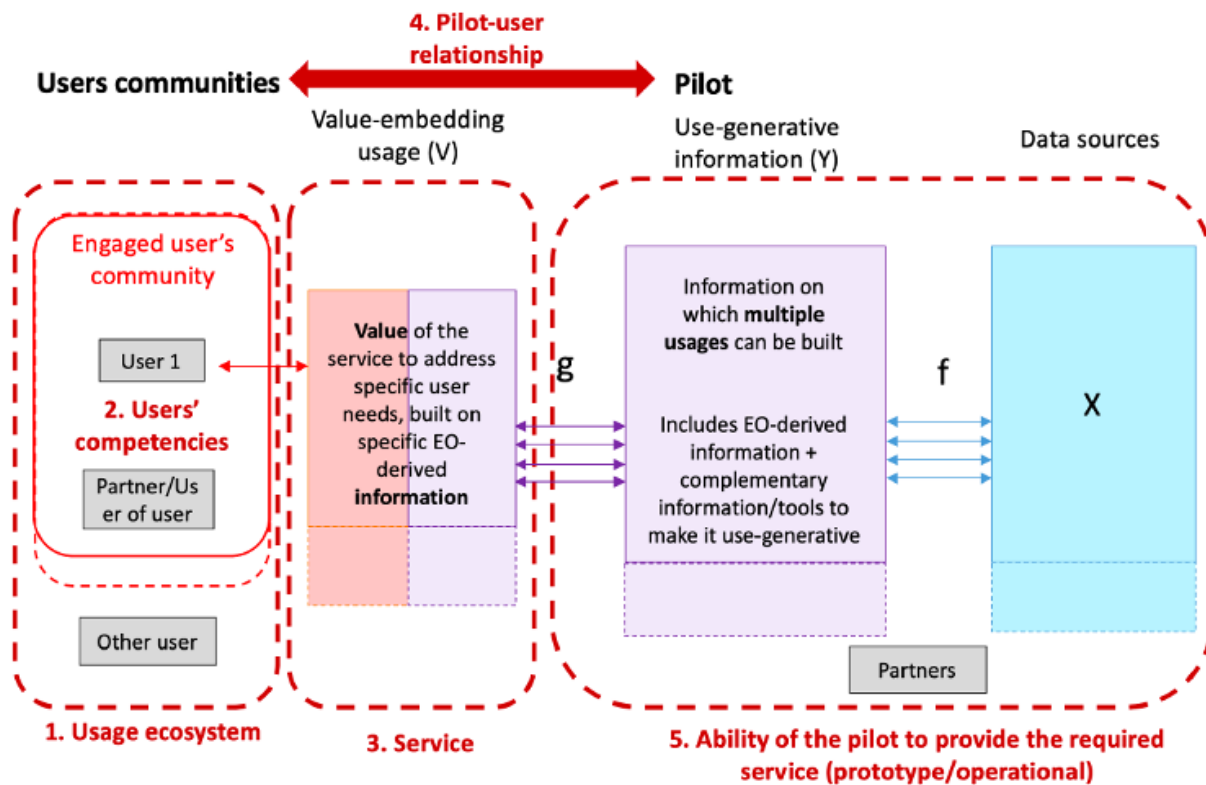 4. Pilot-user
relationship
Users communities
Pilot
Value-embedding
usage (V)
Use-generative
information (Y)
Data sources
Engaged user's
community
User 1
2. Users'
competencies
Partner/Us
er of user
Other user
1. Usage ecosystem
Value of the
service to address
specific user
needs, built on
specific EO-
derived
information
3. Service
g
Information on
which multiple
usages can be built
Includes EO-derived
information +
complementary
information/tools to
make it use-generative
f
X
Partners
5. Ability of the pilot to provide the required
service (prototype/operational)